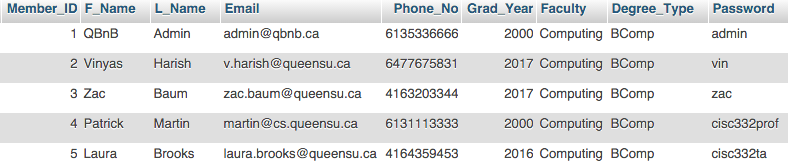 Member_ID F_Name L_Name Email Phone_No Grad_Year Faculty Degree_Type Password
1 QBnB Admin admin@qbnb.ca 6135336666 2000 Computing BComp admin
2 Vinyas Harish v.harish@queensu.ca 6477675831 2017 Computing BComp vin
3 Zac Baum zac.baum@queensu.ca 4163203344 2017 Computing BComp zac
4 Patrick Martin martin@cs.queensu.ca 6131113333 2000 Computing BComp cisc332prof
5 Laura Brooks laura.brooks@queensu.ca 4164359453 2016 Computing BComp cisc332ta